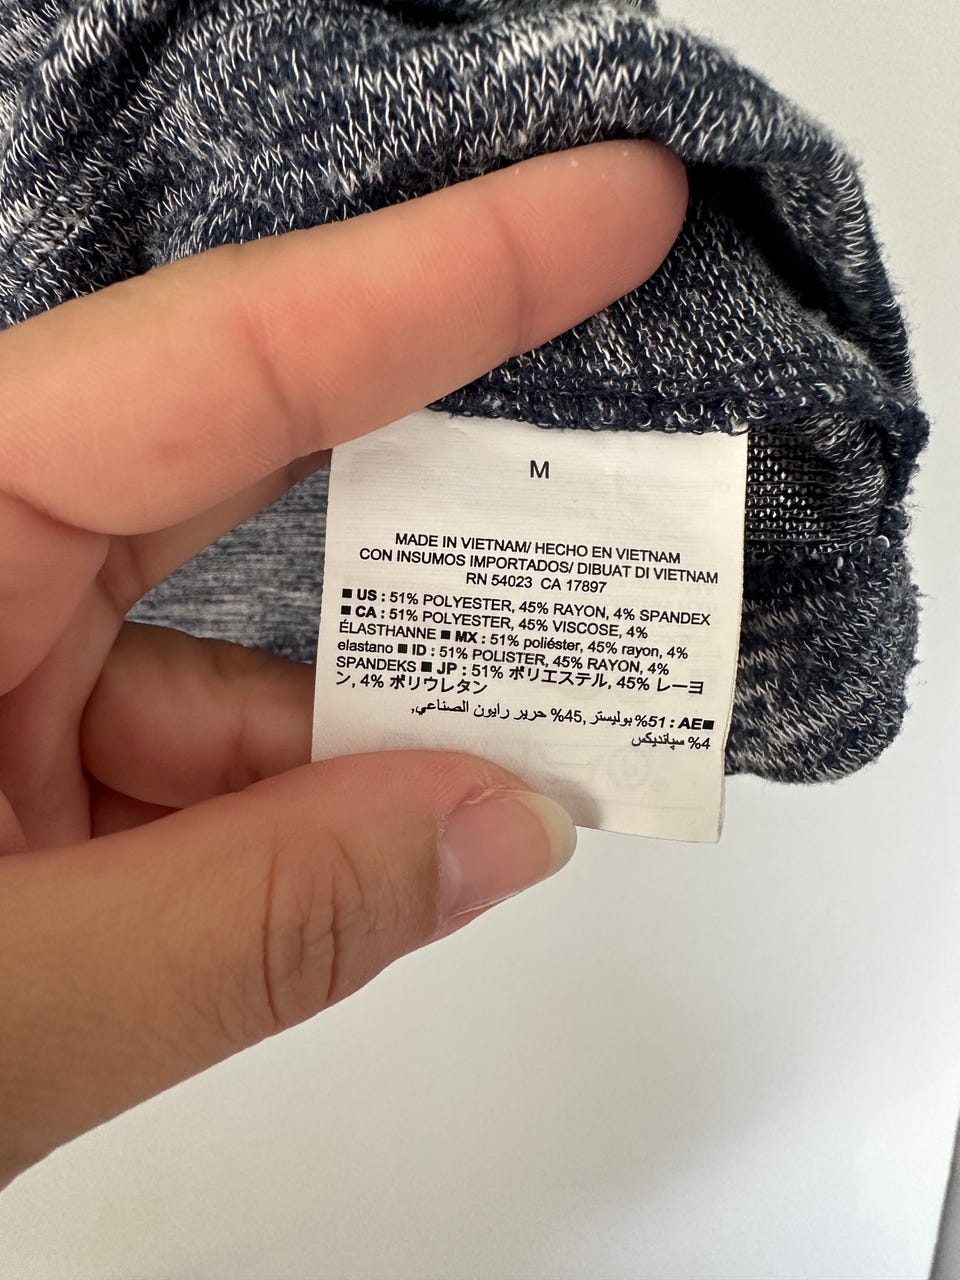 M
MADE IN VIETNAM/ HECHO EN VIETNAM
CON INSUMOS IMPORTADOS/ DIBUAT DI VIETNAM
RN 54023 CA 17897
■ US : 51% POLYESTER, 45% RAYON, 4% SPANDEX
■ CA : 51% POLYESTER, 45% VISCOSE, 4%
ÉLASTHANNE ■ MX : 51% poliéster, 45% rayon, 4%
elastano ■ ID : 51% POLISTER, 45% RAYON, 4%
SPANDEKS ■ JP : 51% ポリエステル, 45% レーヨ
ン, 4% ポリウレタン
■AE : 51% بوليستر ,45% حرير رايون الصناعي,
4% سپانديكس